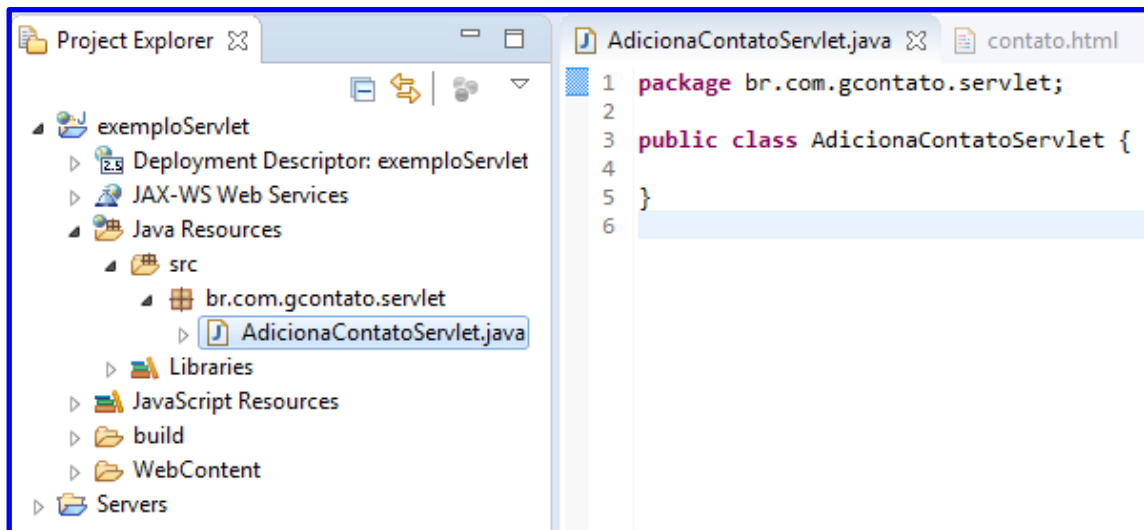 Project Explorer
exemploServlet
2.5 Deployment Descriptor: exemploServlet
JAX-WS Web Services
Java Resources
src
br.com.gcontato.servlet
J AdicionaContatoServlet.java
Libraries
JavaScript Resources
build
WebContent
Servers
J AdicionaContatoServlet.java contato.html
1 package br.com.gcontato.servlet;
2
3 public class AdicionaContatoServlet {
4
5 }
6